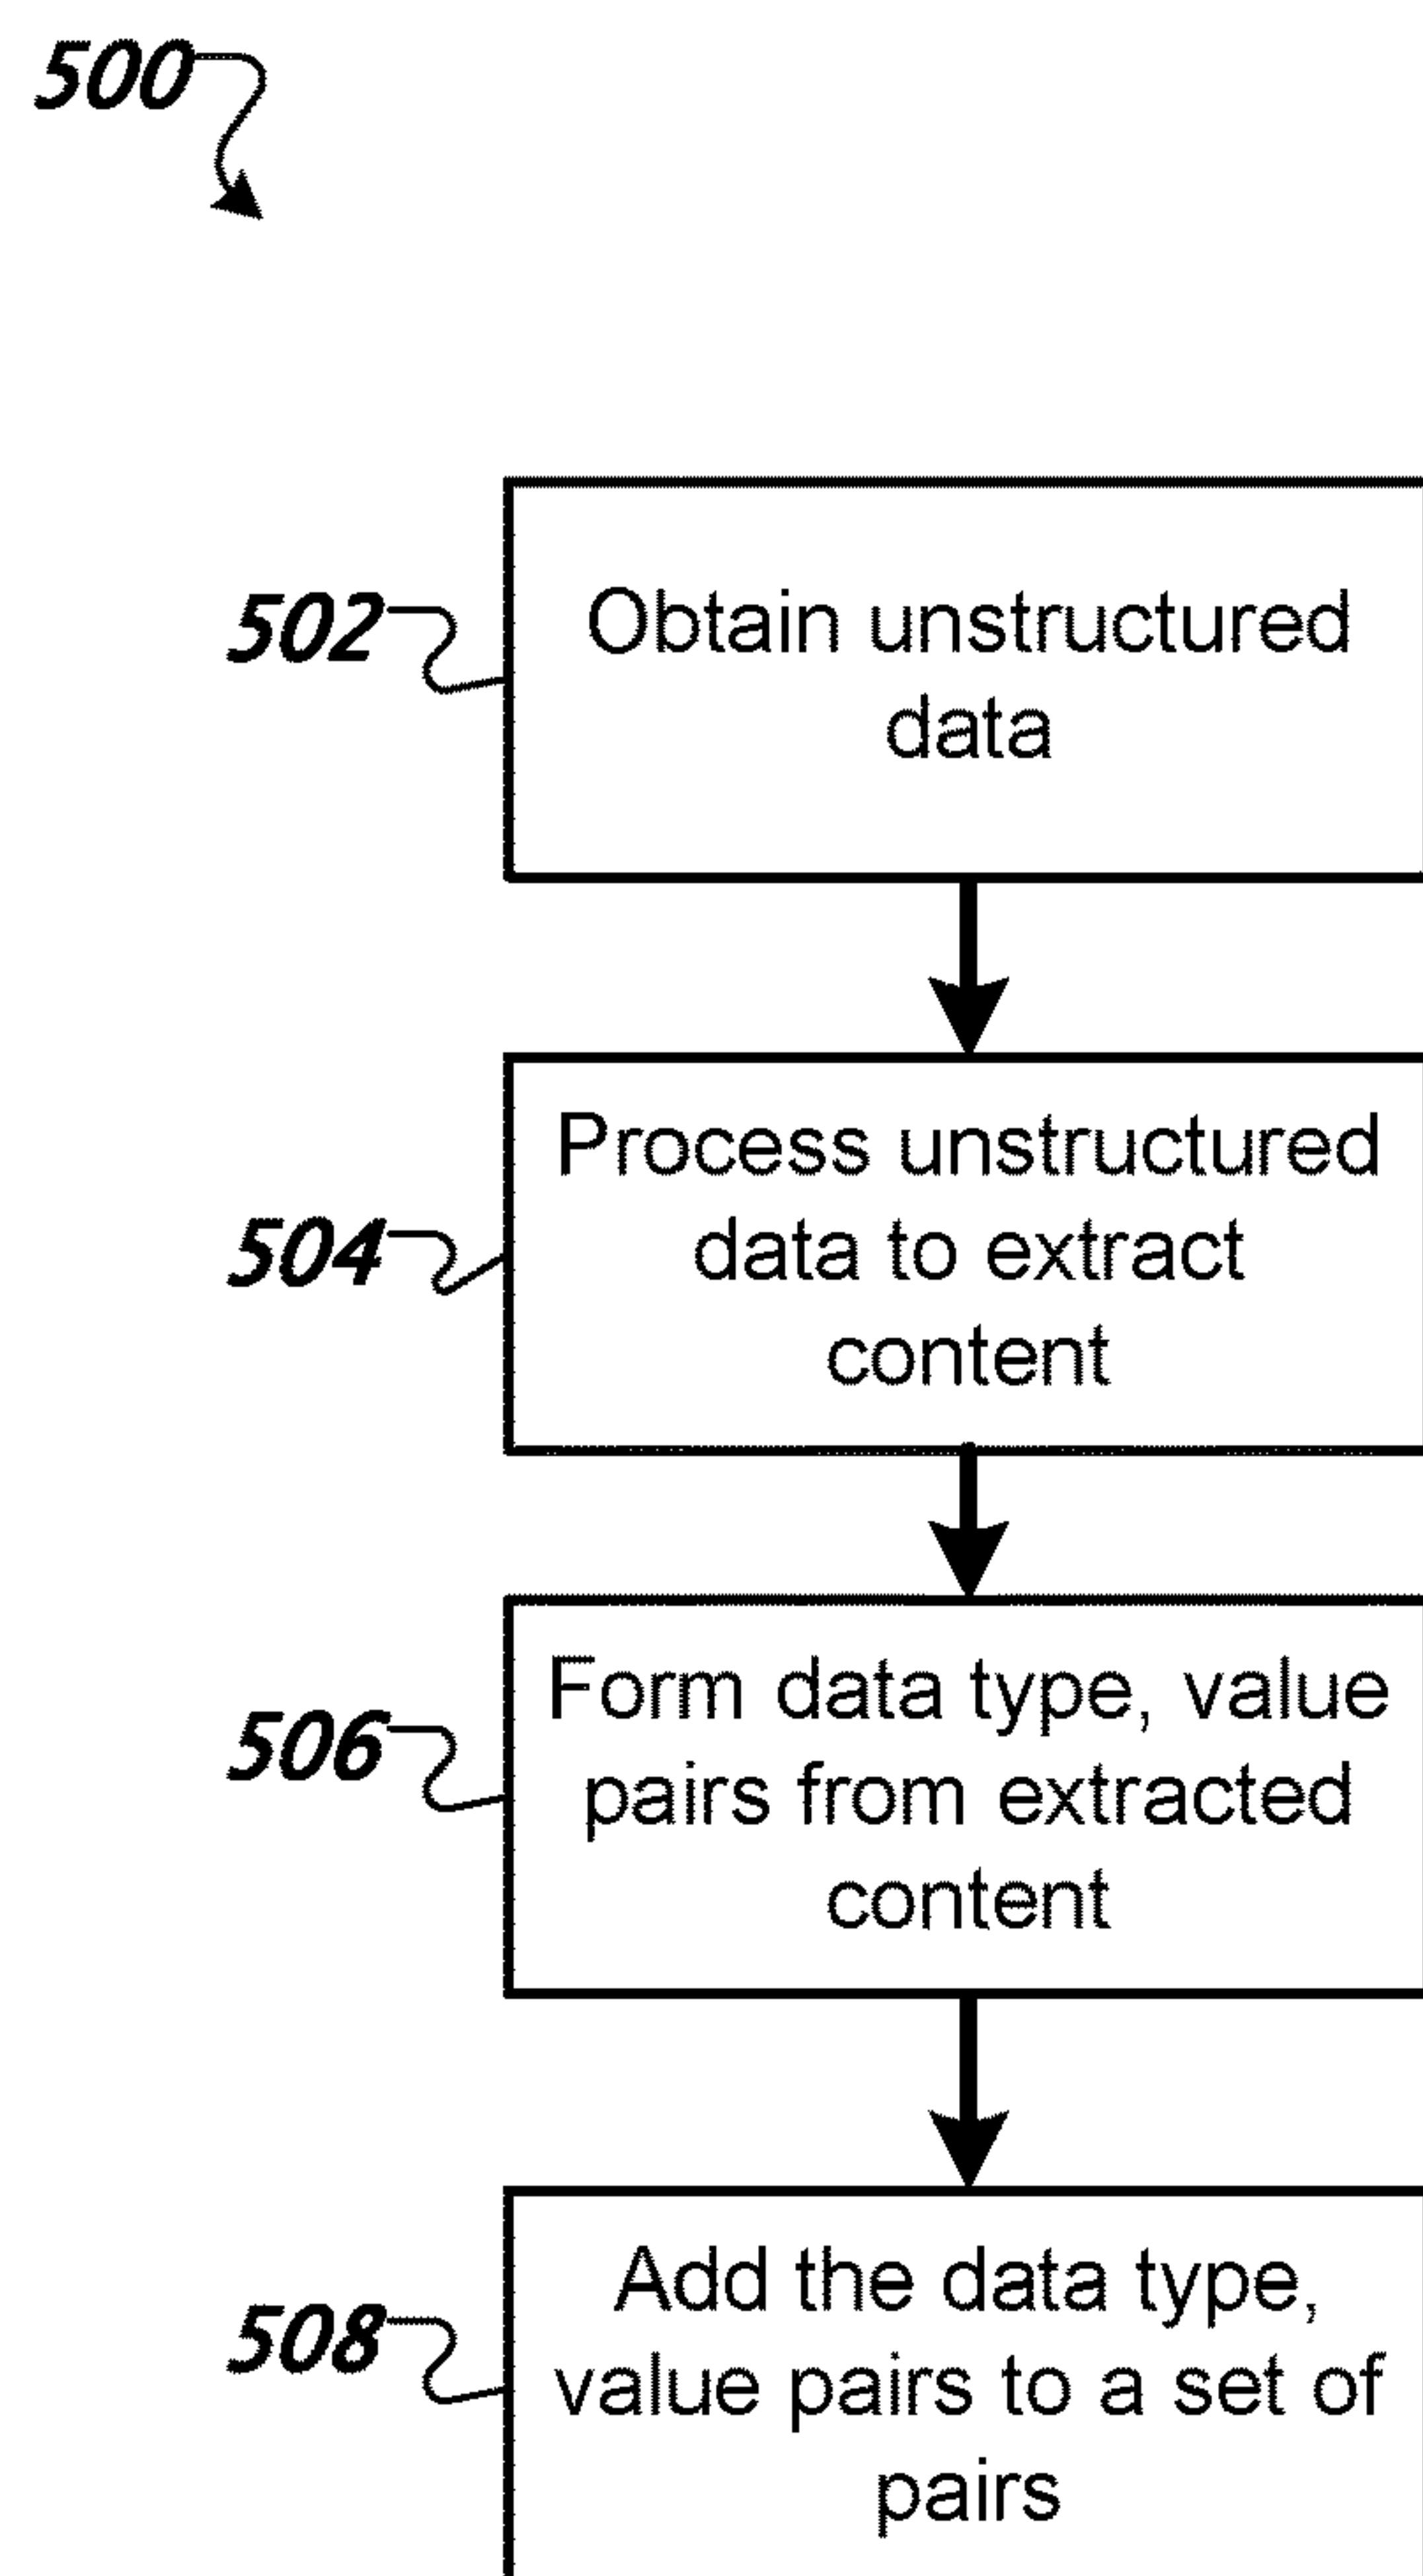 500
502
Obtain unstructured
data
504
Process unstructured
data to extract
content
506
Form data type, value
pairs from extracted
content
508
Add the data type,
value pairs to a set of
pairs